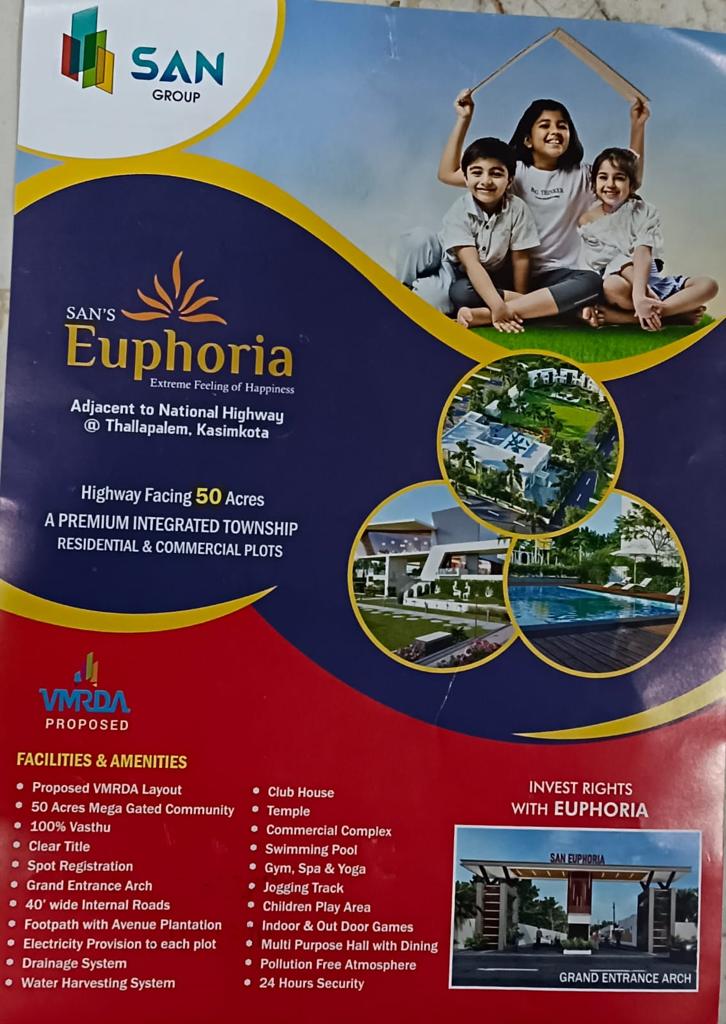 SAN
GROUP
BIG THINKER
SAN'S
Euphoria
Extreme Feeling of Happiness
Adjacent to National Highway
@ Thallapalem, Kasimkota
Highway Facing 50 Acres
A PREMIUM INTEGRATED TOWNSHIP
RESIDENTIAL & COMMERCIAL PLOTS
VMRDA
PROPOSED
FACILITIES & AMENITIES
• Proposed VMRDA Layout
• 50 Acres Mega Gated Community
• 100% Vasthu
• Clear Title
• Spot Registration
• Grand Entrance Arch
• 40' wide Internal Roads
• Footpath with Avenue Plantation
• Electricity Provision to each plot
• Drainage System
• Water Harvesting System
• Club House
• Temple
• Commercial Complex
• Swimming Pool
• Gym, Spa & Yoga
• Jogging Track
• Children Play Area
• Indoor & Out Door Games
• Multi Purpose Hall with Dining
• Pollution Free Atmosphere
• 24 Hours Security
INVEST RIGHTS
WITH EUPHORIA
SAN EUPHORIA
GRAND ENTRANCE ARCH